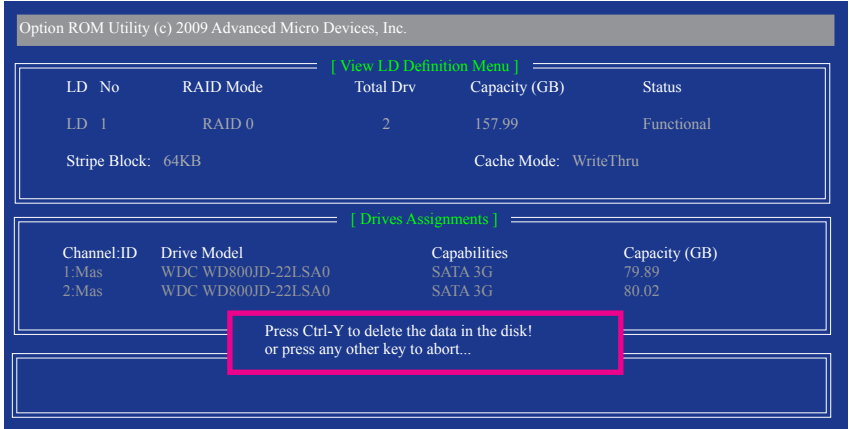 Option ROM Utility (c) 2009 Advanced Micro Devices, Inc.
[ View LD Definition Menu ]
LD No RAID Mode Total Drv Capacity (GB) Status
LD 1 RAID 0 2 157.99 Functional
Stripe Block: 64KB Cache Mode: WriteThru
[ Drives Assignments ]
Channel:ID Drive Model Capabilities Capacity (GB)
1:Mas WDC WD800JD-22LSA0 SATA 3G 79.89
2:Mas WDC WD800JD-22LSA0 SATA 3G 80.02
Press Ctrl-Y to delete the data in the disk!
or press any other key to abort...